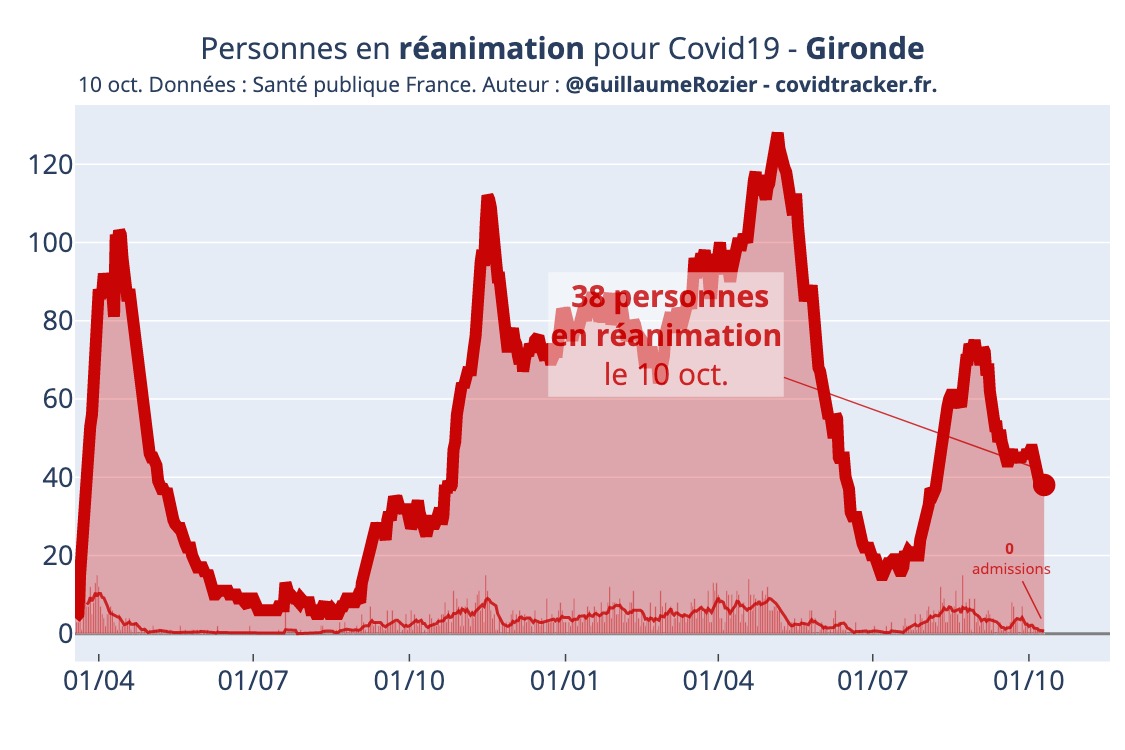 Personnes en réanimation pour Covid19 - Gironde
10 oct. Données : Santé publique France. Auteur : @GuillaumeRozier - covidtracker.fr.
120
100
80
60
40
20
0
38 personnes
en réanimation
le 10 oct.
0
admissions
01/04
01/07
01/10
01/01
01/04
01/07
01/10